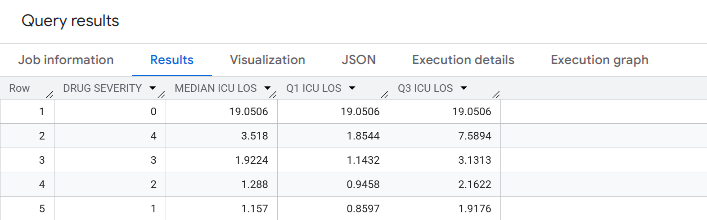 Query results
Job information Results Visualization JSON Execution details Execution graph
Row DRUG SEVERITY MEDIAN ICU LOS Q1 ICU LOS Q3 ICU LOS
1 0 19.0506 19.0506 19.0506
2 4 3.518 1.8544 7.5894
3 3 1.9224 1.1432 3.1313
4 2 1.288 0.9458 2.1622
5 1 1.157 0.8597 1.9176